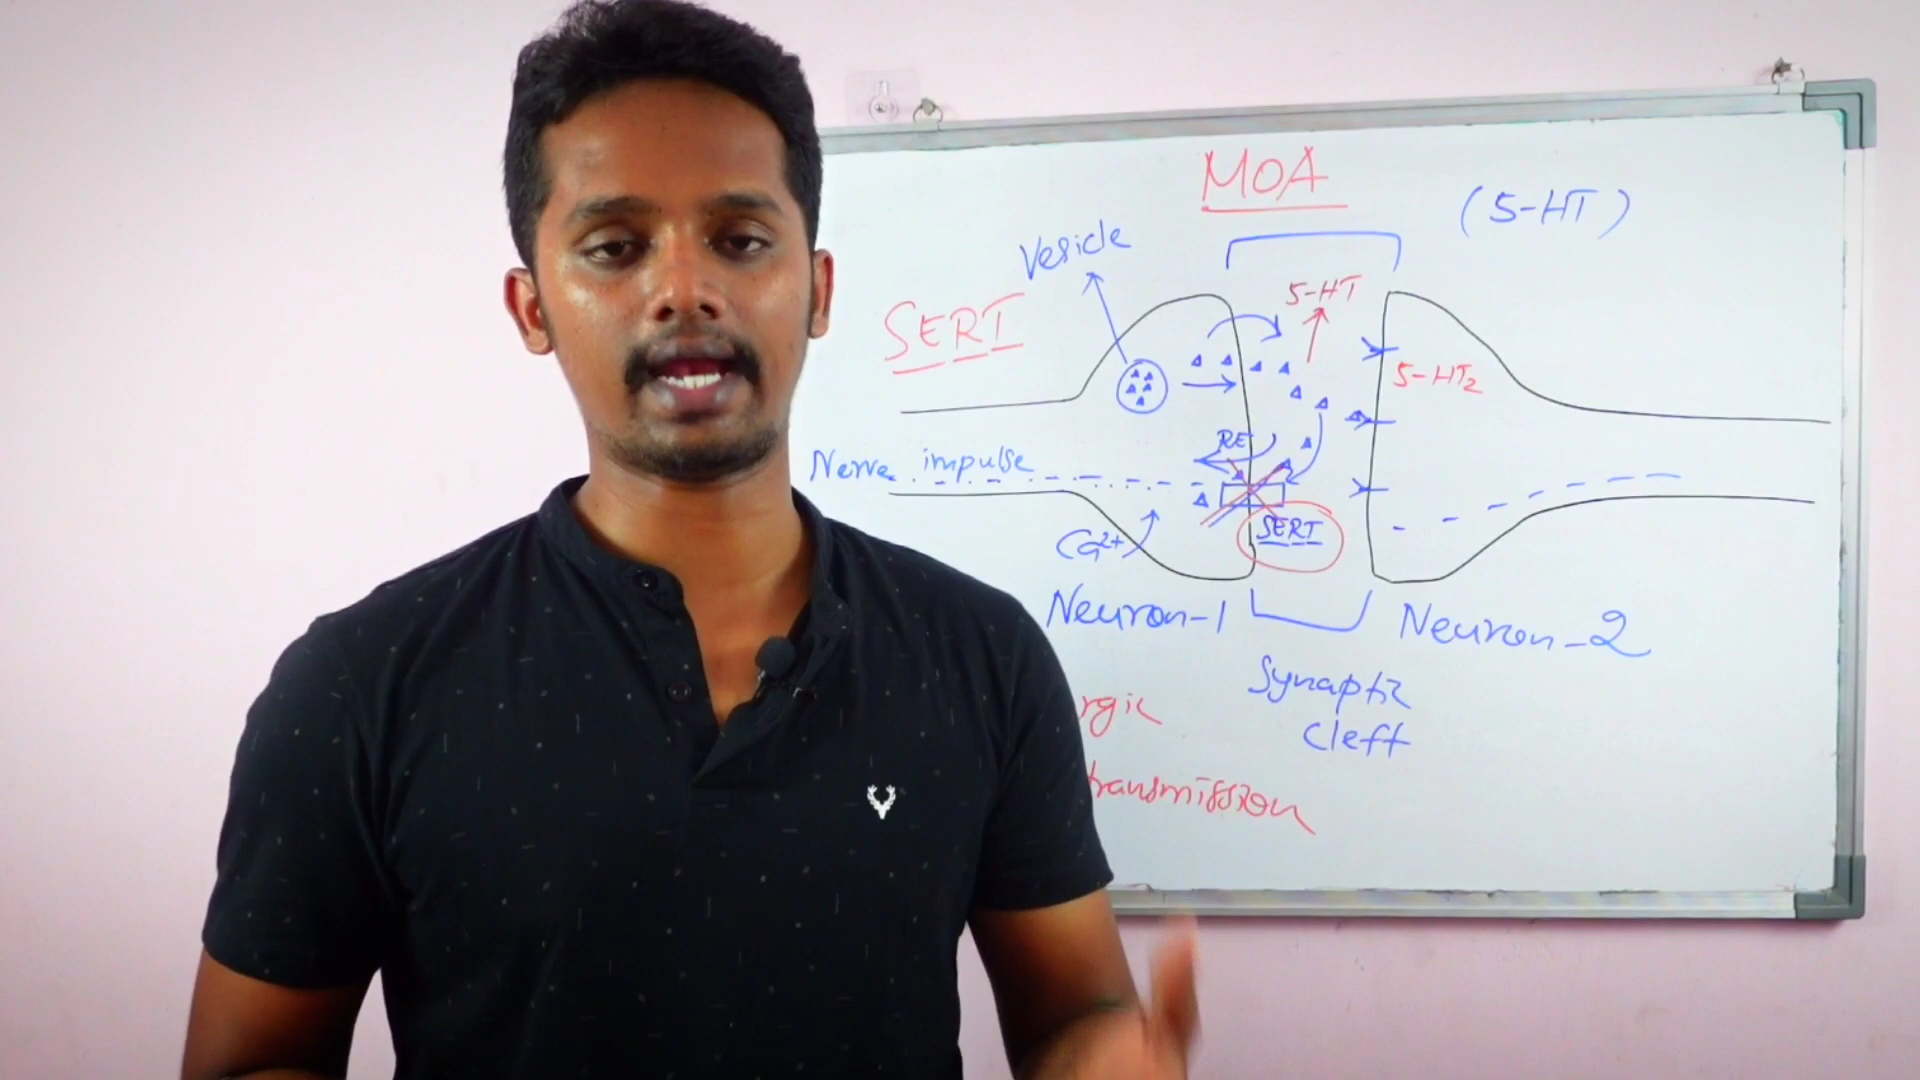 MOA
(5-HT)
Vesicle
5-HT
SERT
5-HT2
RE
Nerve impulse
SERT
Ca2+
Neuron-1
Neuron-2
Synaptic
Cleff
rgic
transmission